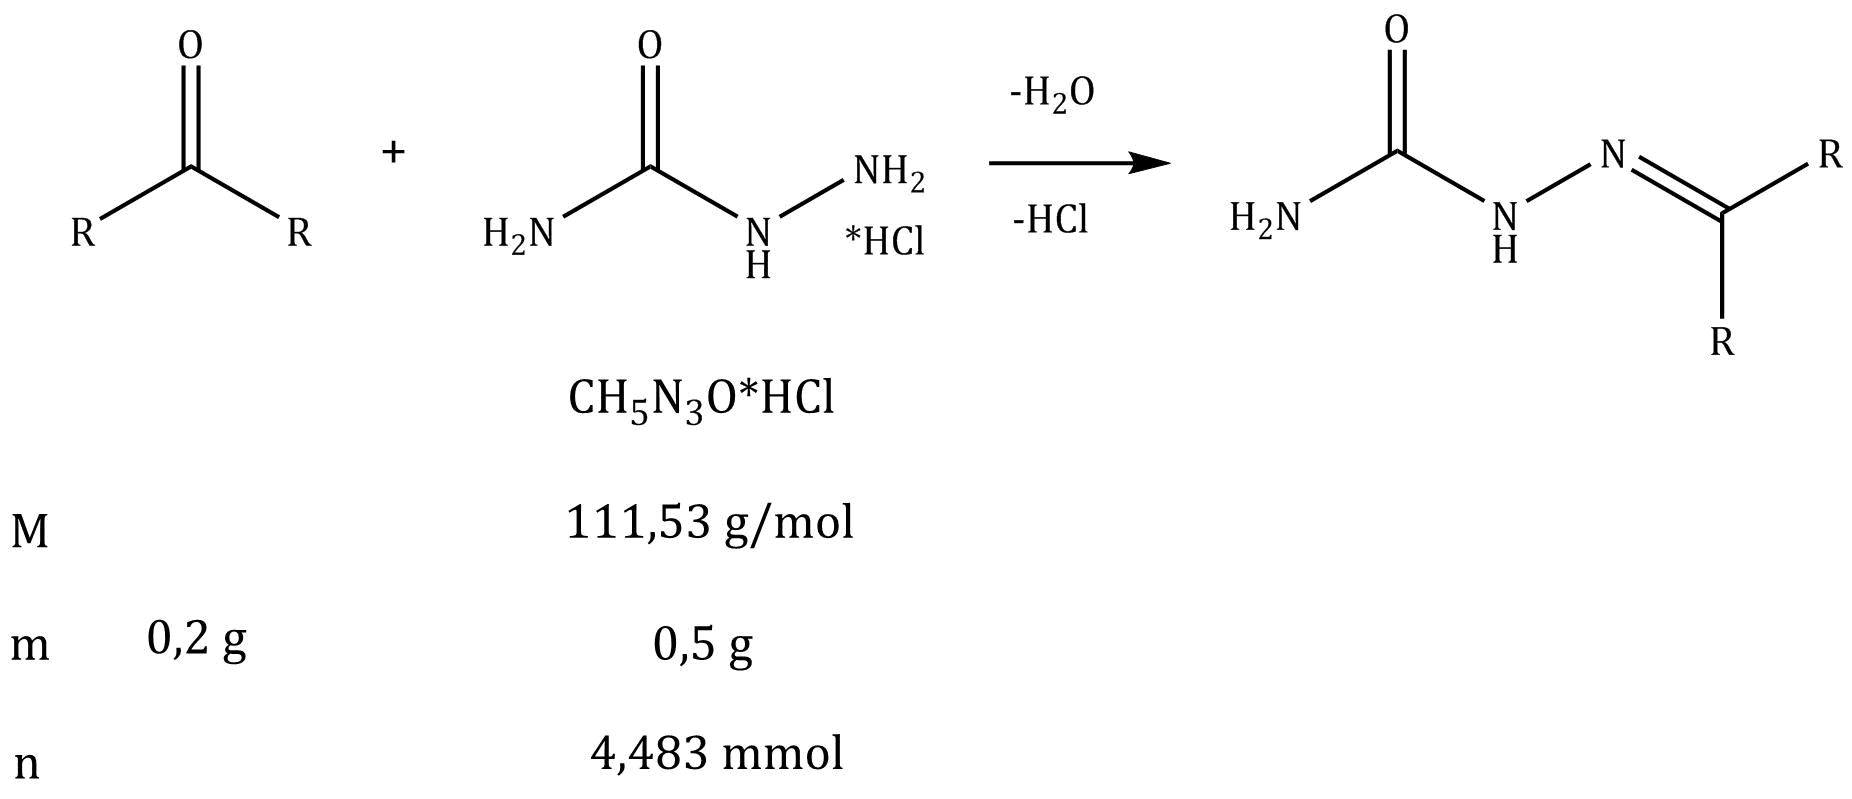 O
O
O
-H₂O
+
NH₂
N
R
R
R
H₂N
N
H
*HCl
-HCl
H₂N
N
H
R
CH₅N₃O*HCl
M 111,53 g/mol
m 0,2 g 0,5 g
n 4,483 mmol